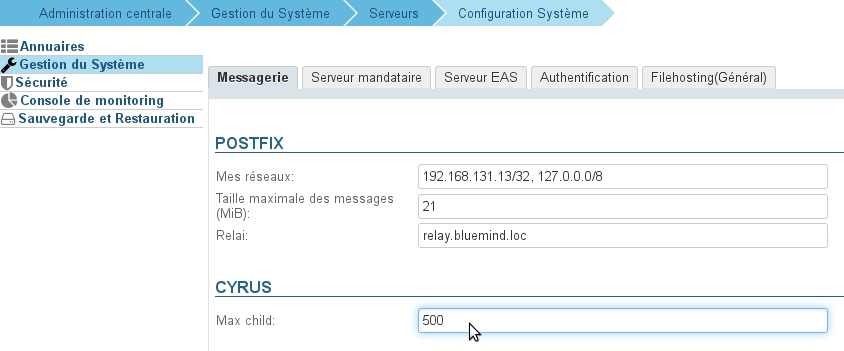 Administration centrale Gestion du Système Serveurs Configuration Système
Annuaires
Gestion du Système
Sécurité
Console de monitoring
Sauvegarde et Restauration
Messagerie Serveur mandataire Serveur EAS Authentification Filehosting(Général)
POSTFIX
Mes réseaux: 192.168.131.13/32, 127.0.0.0/8
Taille maximale des messages
(MiB): 21
Relai: relay.bluemind.loc
CYRUS
Max child: 500